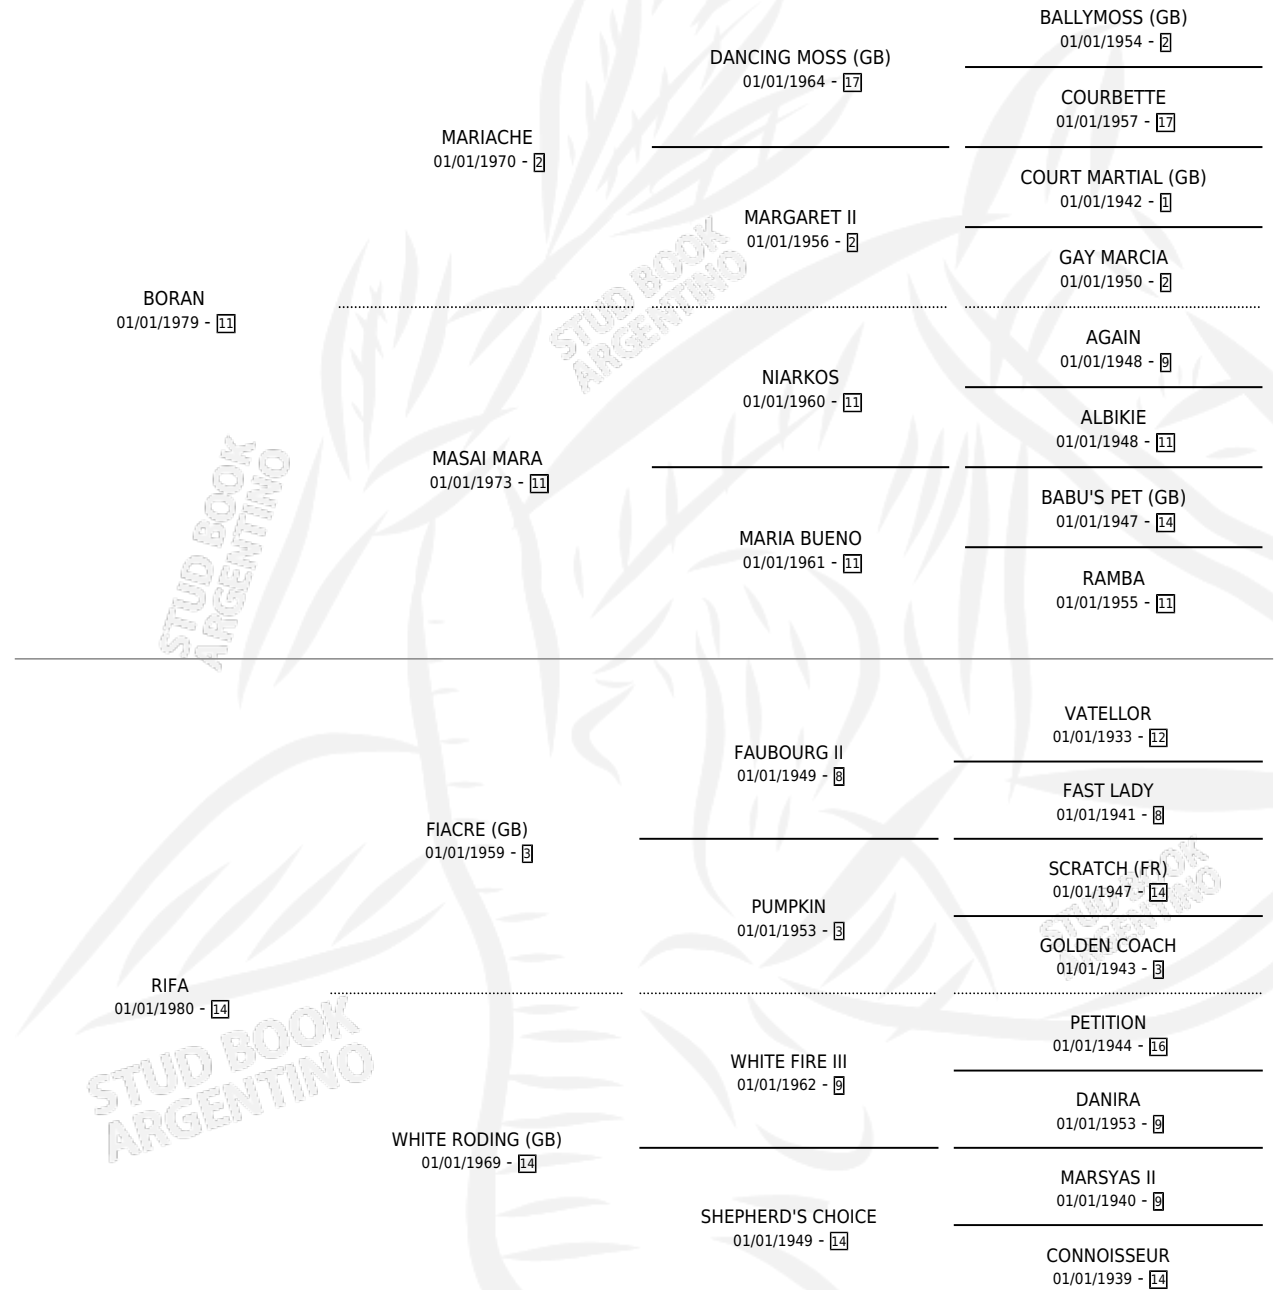 BORAN
01/01/1979 - 11
MARIACHE
01/01/1970 - 2
MASAI MARA
01/01/1973 - 11
DANCING MOSS (GB)
01/01/1964 - 17
MARGARET II
01/01/1956 - 2
NIARKOS
01/01/1960 - 11
MARIA BUENO
01/01/1961 - 11
BALLYMOSS (GB)
01/01/1954 - 2
COURBETTE
01/01/1957 - 17
COURT MARTIAL (GB)
01/01/1942 - 1
GAY MARCIA
01/01/1950 - 2
AGAIN
01/01/1948 - 9
ALBIKIE
01/01/1948 - 11
BABU'S PET (GB)
01/01/1947 - 14
RAMBA
01/01/1955 - 11
STUD BOOK
ARGENTINO
STUD BOOK
ARGENTINO
RIFA
01/01/1980 - 14
FIACRE (GB)
01/01/1959 - 3
WHITE RODING (GB)
01/01/1969 - 14
FAUBOURG II
01/01/1949 - 8
PUMPKIN
01/01/1953 - 3
WHITE FIRE III
01/01/1962 - 9
SHEPHERD'S CHOICE
01/01/1949 - 14
VATELLOR
01/01/1933 - 12
FAST LADY
01/01/1941 - 8
SCRATCH (FR)
01/01/1947 - 14
GOLDEN COACH
01/01/1943 - 3
PETITION
01/01/1944 - 16
DANIRA
01/01/1953 - 9
MARSYAS II
01/01/1940 - 9
CONNOISSEUR
01/01/1939 - 14
STUD BOOK
ARGENTINO
STUD BOOK
ARGENTINO